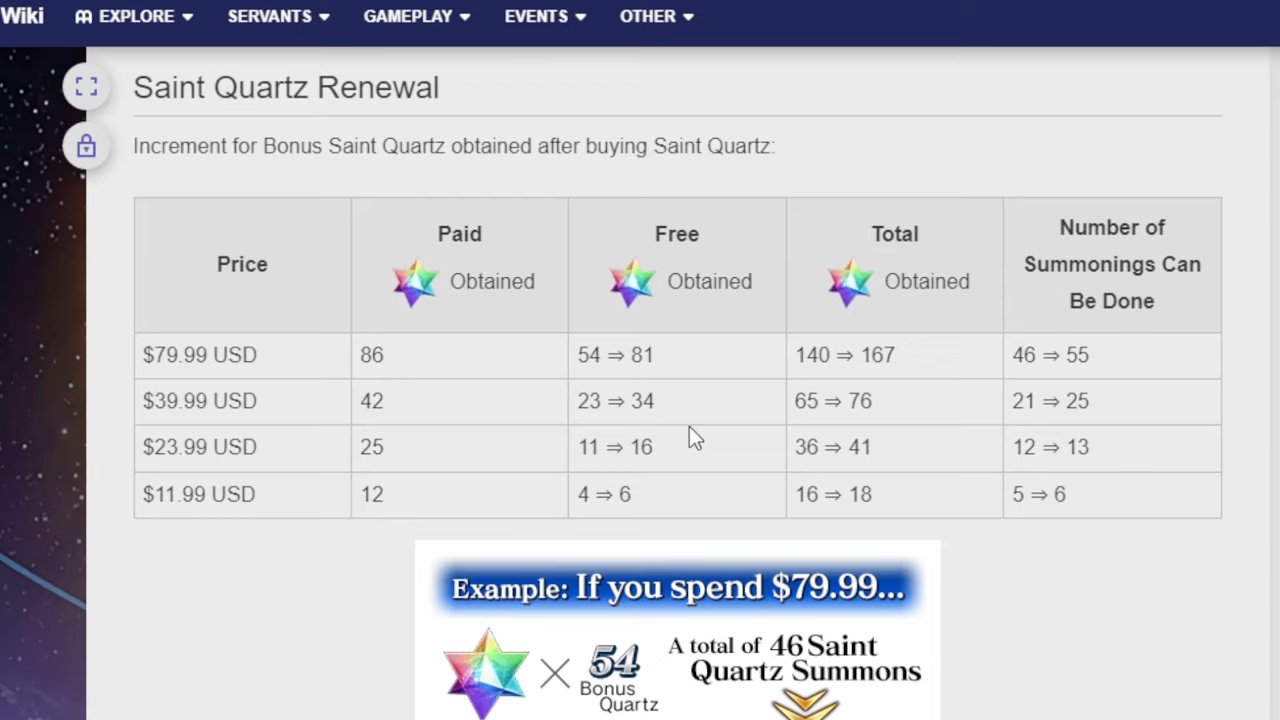 Wiki EXPLORE SERVANTS GAMEPLAY EVENTS OTHER
Saint Quartz Renewal
Increment for Bonus Saint Quartz obtained after buying Saint Quartz:
Price
Paid
Obtained
Free
Obtained
Total
Obtained
Number of
Summonings Can
Be Done
$79.99 USD 86 54 ⇒ 81 140 ⇒ 167 46 ⇒ 55
$39.99 USD 42 23 ⇒ 34 65 ⇒ 76 21 ⇒ 25
$23.99 USD 25 11 ⇒ 16 36 ⇒ 41 12 ⇒ 13
$11.99 USD 12 4 ⇒ 6 16 ⇒ 18 5 ⇒ 6
Example: If you spend $79.99...
× 54
Bonus
Quartz
A total of 46 Saint
Quartz Summons